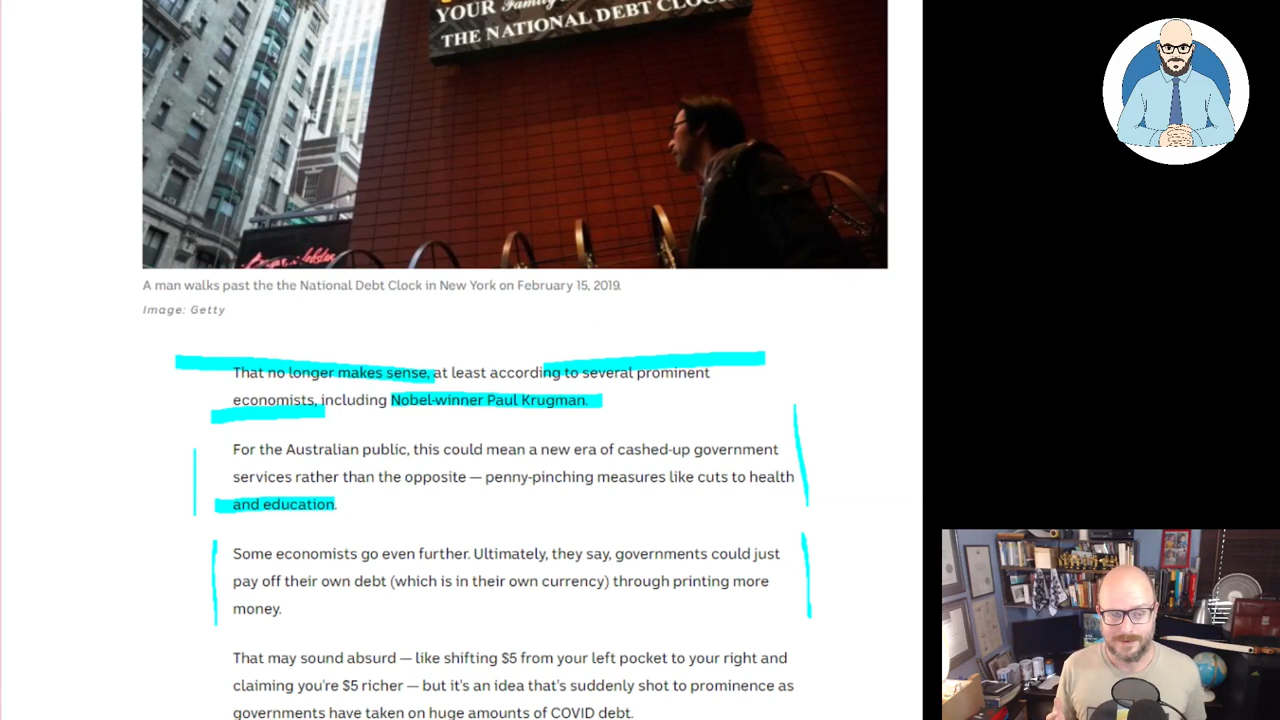 YOUR Family
THE NATIONAL DEBT CLOCK
A man walks past the the National Debt Clock in New York on February 15, 2019.
Image: Getty
That no longer makes sense, at least according to several prominent
economists, including Nobel-winner Paul Krugman.
For the Australian public, this could mean a new era of cashed-up government
services rather than the opposite — penny-pinching measures like cuts to health
and education.
Some economists go even further. Ultimately, they say, governments could just
pay off their own debt (which is in their own currency) through printing more
money.
That may sound absurd — like shifting $5 from your left pocket to your right and
claiming you're $5 richer — but it's an idea that's suddenly shot to prominence as
governments have taken on huge amounts of COVID debt.